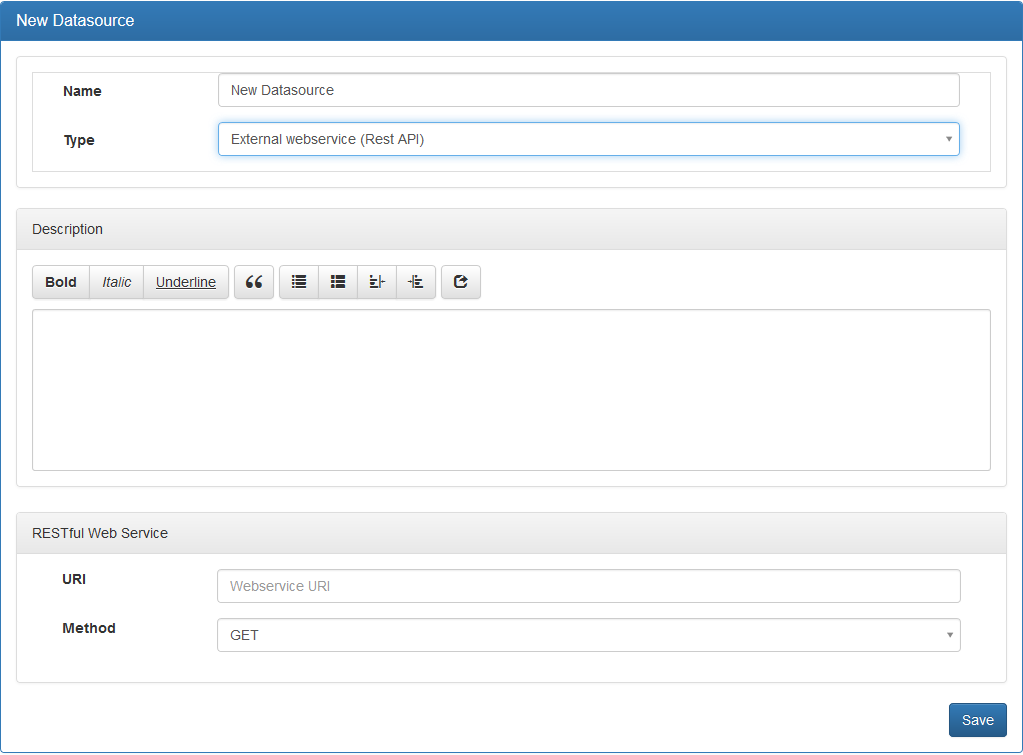 New Datasource
Name New Datasource
Type External webservice (Rest API)
Description
Bold Italic Underline
RESTful Web Service
URI Webservice URI
Method GET
Save